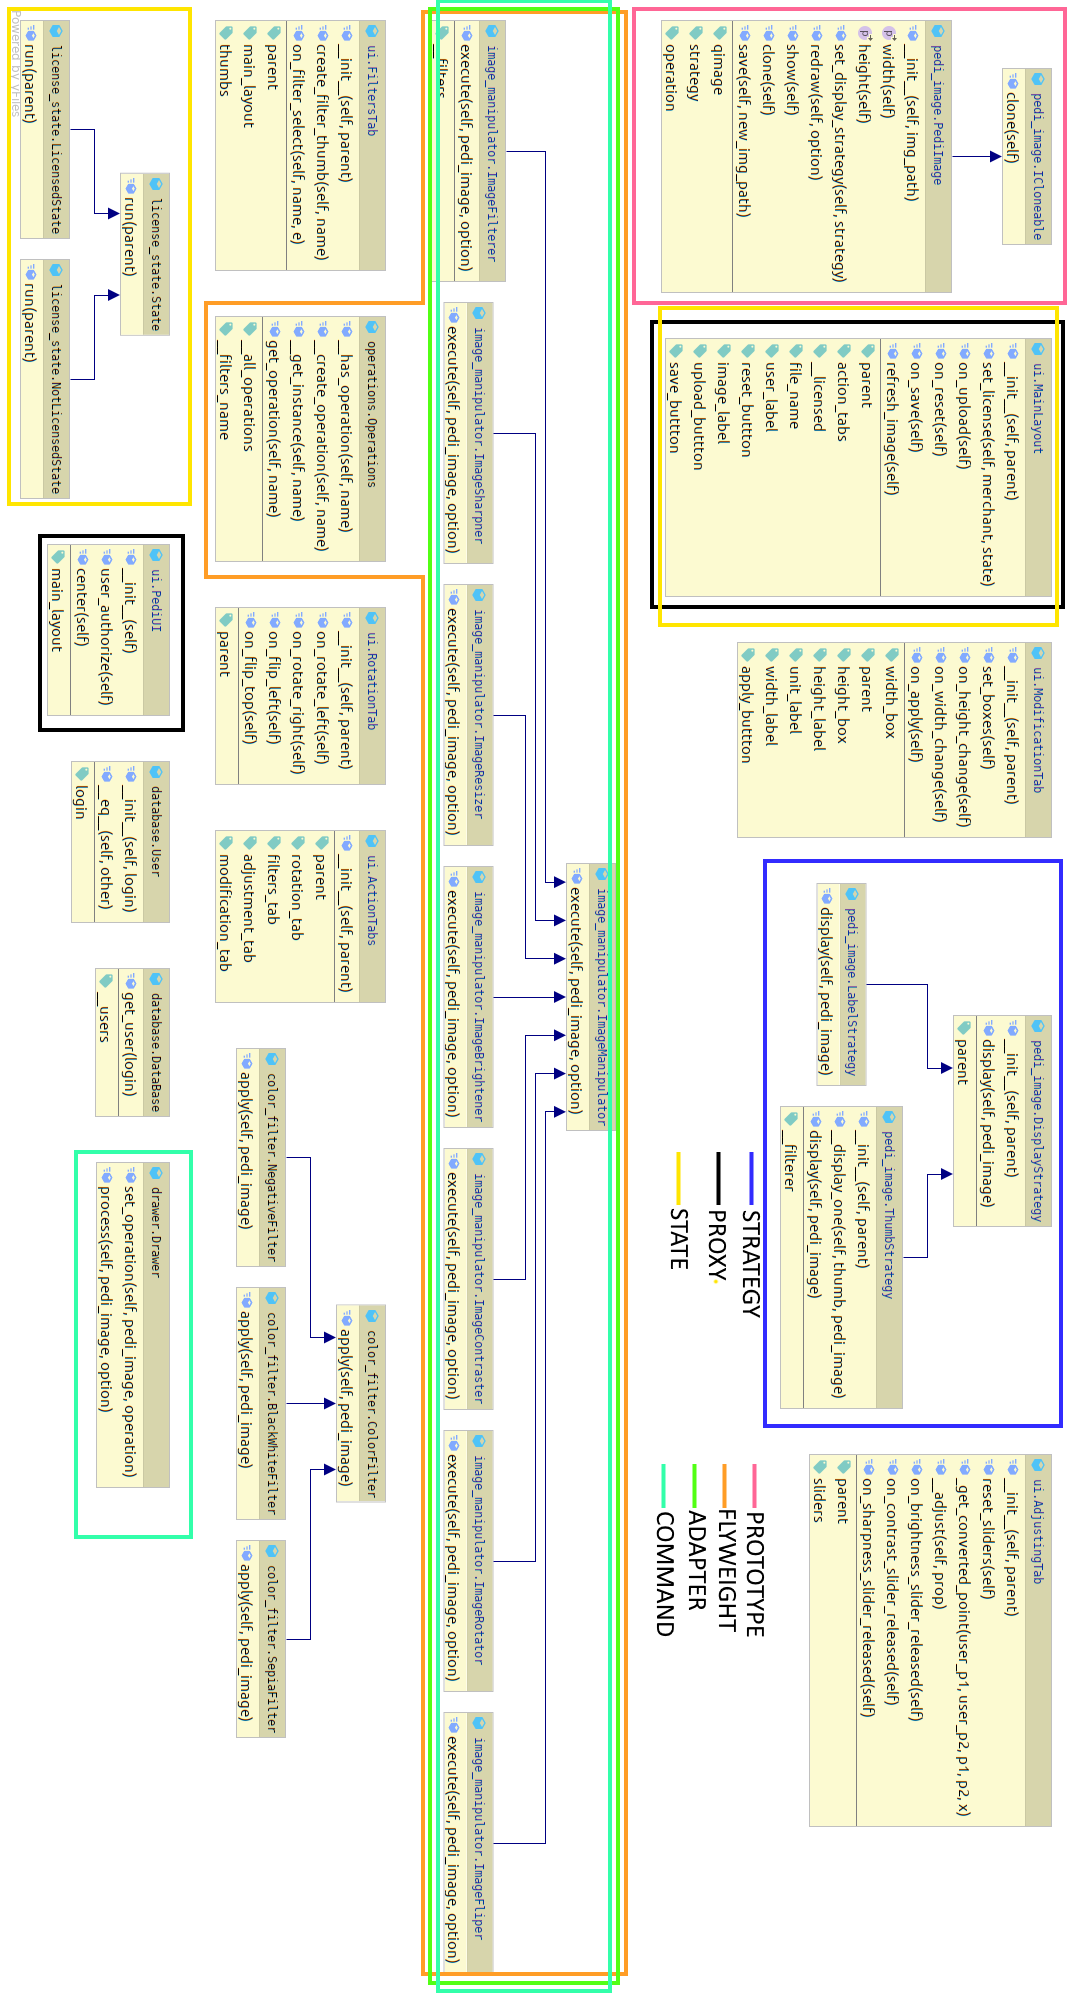 pedi_image.ICloneable
clone(self)
pedi_image.PediImage
__init__(self, img_path)
width(self)
height(self)
set_display_strategy(self, strategy)
redraw(self, option)
show(self)
clone(self)
save(self, new_img_path)
qimage
strategy
operation
ui.MainLayout
__init__(self, parent)
set_license(self, merchant, state)
on_upload(self)
on_reset(self)
on_save(self)
refresh_image(self)
parent
action_tabs
__licensed
file_name
user_label
reset_buttton
image_label
upload_buttton
save_buttton
ui.ModificationTab
__init__(self, parent)
set_boxes(self)
on_height_change(self)
on_width_change(self)
on_apply(self)
width_box
parent
height_box
height_label
unit_label
width_label
apply_buttton
pedi_image.DisplayStrategy
__init__(self, parent)
display(self, pedi_image)
parent
pedi_image.LabelStrategy
display(self, pedi_image)
pedi_image.ThumbStrategy
__init__(self, parent)
__display_one(self, thumb, pedi_image)
display(self, pedi_image)
__filterer
ui.AdjustingTab
__init__(self, parent)
reset_sliders(self)
_get_converted_point(user_p1, user_p2, p1, p2, x)
__adjust(self, prop)
on_brightness_slider_released(self)
on_contrast_slider_released(self)
on_sharpness_slider_released(self)
parent
sliders
STRATEGY
PROXY
STATE
PROTOTYPE
FLYWEIGHT
ADAPTER
COMMAND
image_manipulator.ImageManipulator
execute(self, pedi_image, option)
image_manipulator.ImageFilterer
execute(self, pedi_image, option)
__filters
image_manipulator.ImageSharpner
execute(self, pedi_image, option)
image_manipulator.ImageResizer
execute(self, pedi_image, option)
image_manipulator.ImageBrightener
execute(self, pedi_image, option)
image_manipulator.ImageContraster
execute(self, pedi_image, option)
image_manipulator.ImageRotator
execute(self, pedi_image, option)
image_manipulator.ImageFliper
execute(self, pedi_image, option)
ui.FiltersTab
__init__(self, parent)
create_filter_thumb(self, name)
on_filter_select(self, name, e)
parent
main_layout
thumbs
operations.Operations
__has_operation(self, name)
__create_operation(self, name)
__get_instance(self, name)
get_operation(self, name)
__all_operations
__filters_name
ui.RotationTab
__init__(self, parent)
on_rotate_left(self)
on_rotate_right(self)
on_flip_left(self)
on_flip_top(self)
parent
ui.ActionTabs
__init__(self, parent)
parent
rotation_tab
filters_tab
adjustment_tab
modification_tab
color_filter.ColorFilter
apply(self, pedi_image)
color_filter.NegativeFilter
apply(self, pedi_image)
color_filter.BlackWhiteFilter
apply(self, pedi_image)
color_filter.SepiaFilter
apply(self, pedi_image)
license_state.State
run(parent)
license_state.LicensedState
run(parent)
license_state.NotLicensedState
run(parent)
ui.PediUI
__init__(self)
user_authorize(self)
center(self)
main_layout
database.User
__init__(self, login)
__eq__(self, other)
login
database.DataBase
get_user(login)
__users
drawer.Drawer
set_operation(self, pedi_image, operation)
process(self, pedi_image, option)
Powered by yFiles